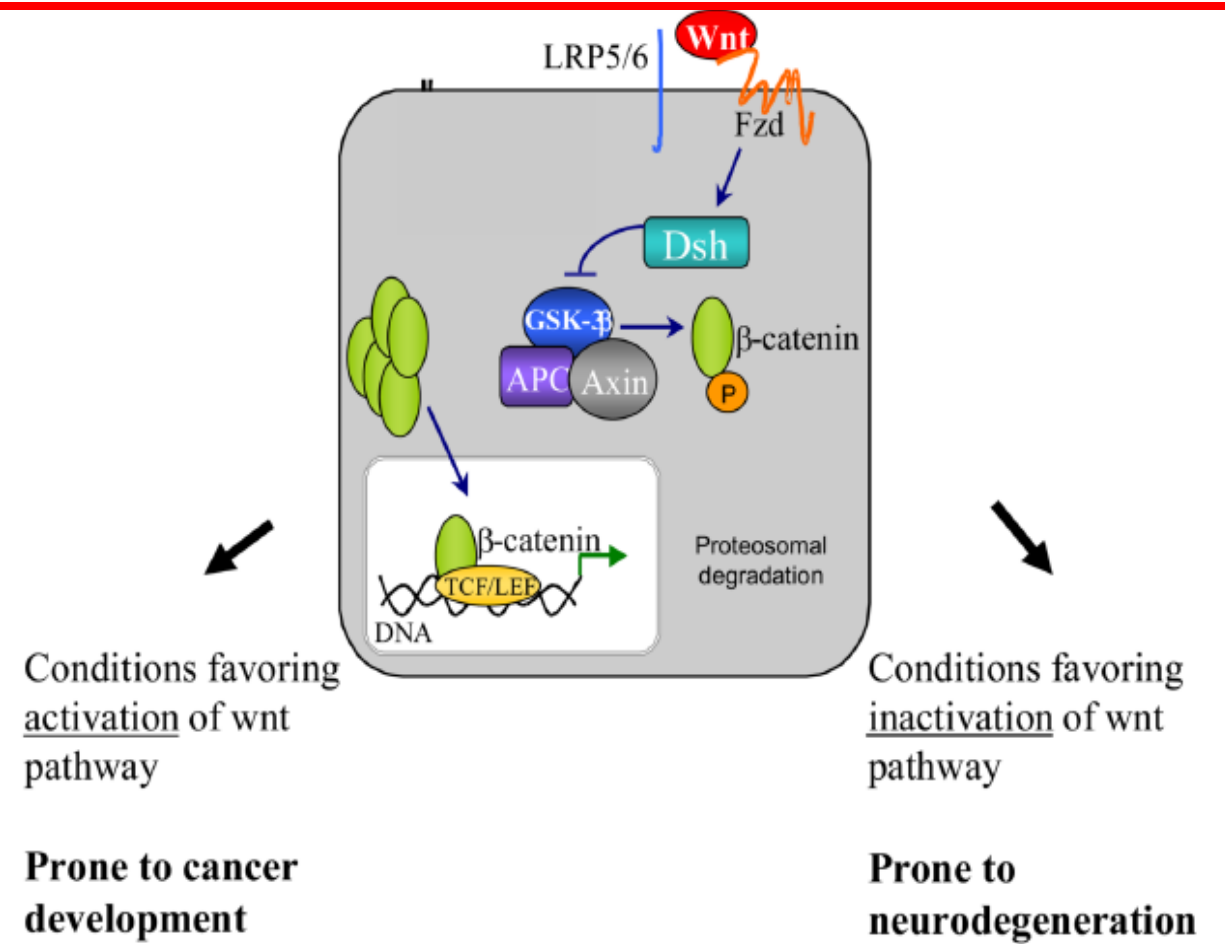 Wnt
LRP5/6
Fzd
Dsh
GSK-3β
β-catenin
APC
Axin
P
β-catenin
TCF/LEF
DNA
Proteosomal
degradation
Conditions favoring
activation of wnt
pathway
Prone to cancer
development
Conditions favoring
inactivation of wnt
pathway
Prone to
neurodegeneration